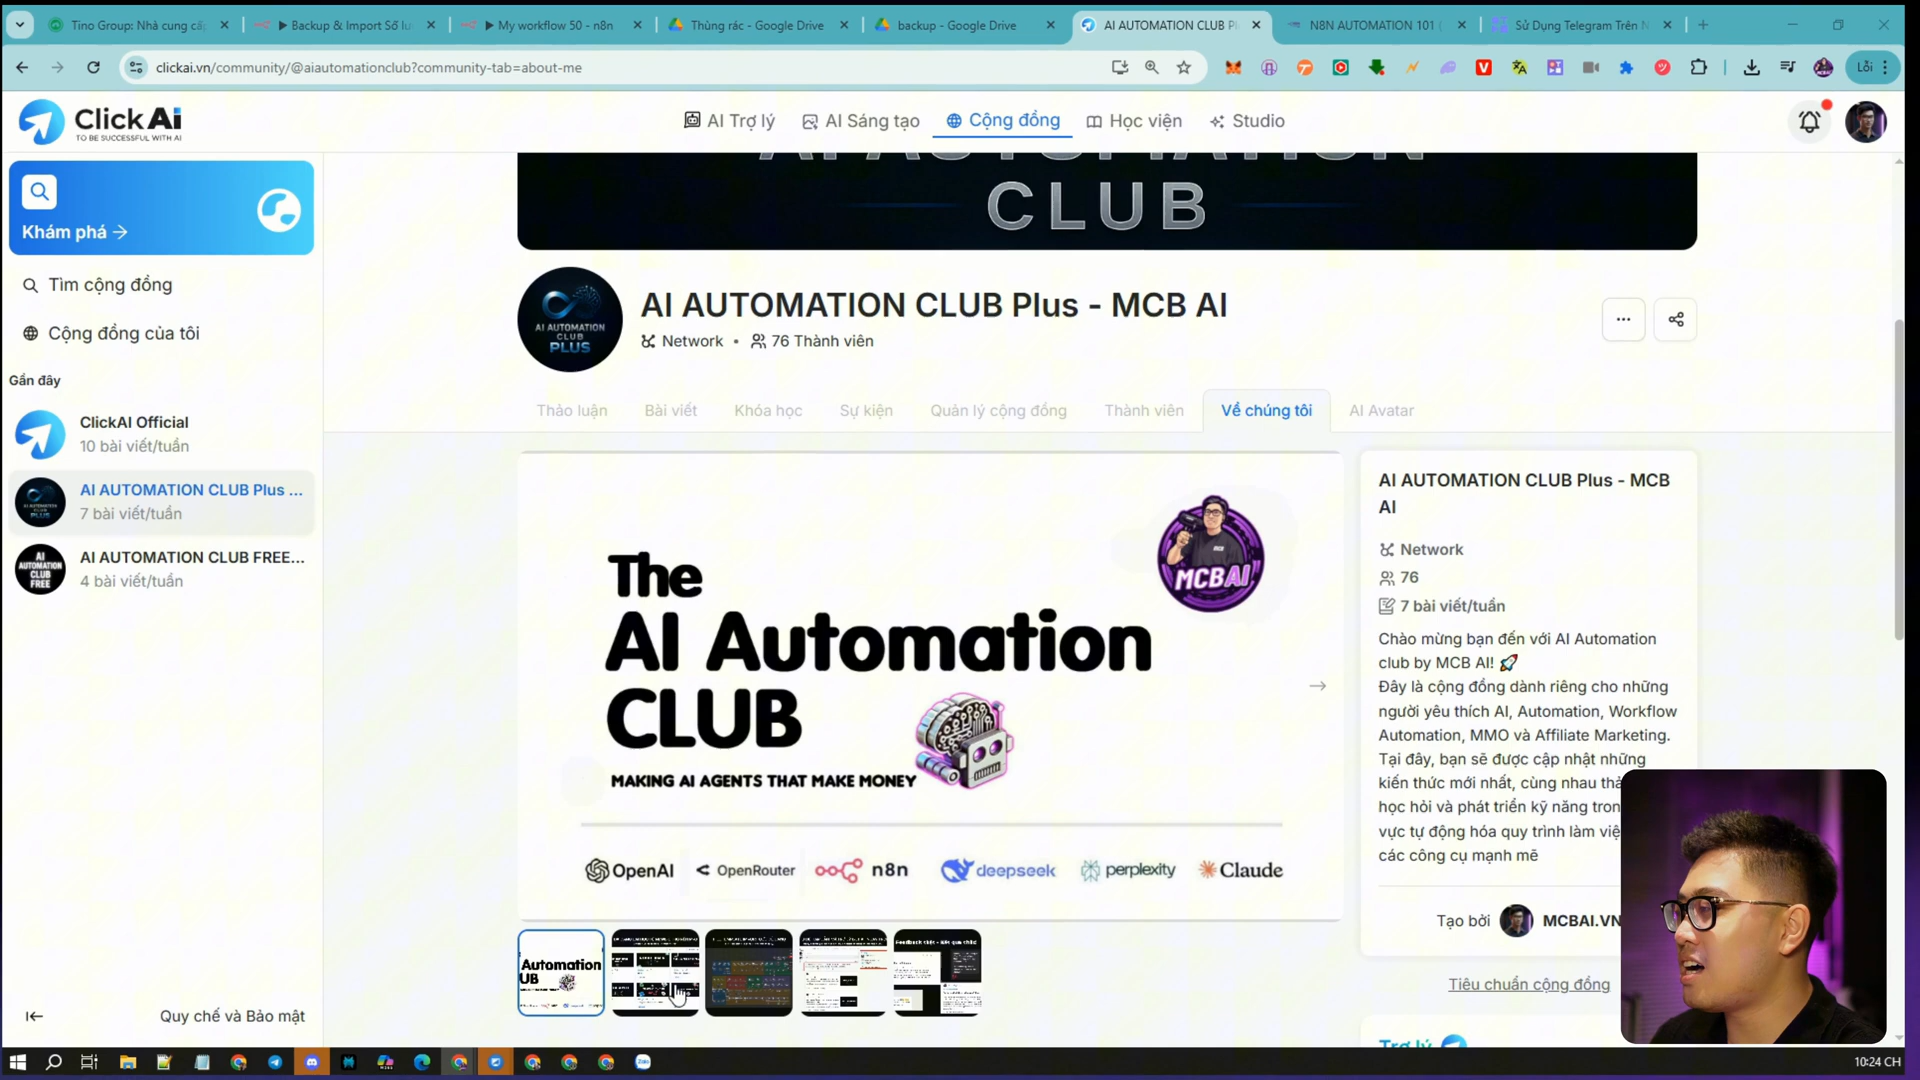 Tino Group: Nhà cung cấ
▶ Backup & Import Số lư
▶ My workflow 50 - n8n
Thùng rác - Google Drive
backup - Google Drive
AI AUTOMATION CLUB Pl
N8N AUTOMATION 101 (
Sử Dụng Telegram Trên N
clickai.vn/community/@aiautomationclub?community-tab=about-me
Lỗi
ClickAi
TO BE SUCCESSFUL WITH AI
AI Trợ lý
AI Sáng tạo
Cộng đồng
Học viện
Studio
Khám phá →
Tìm cộng đồng
Cộng đồng của tôi
Gần đây
ClickAI Official
10 bài viết/tuần
AI AUTOMATION CLUB Plus ...
7 bài viết/tuần
AI AUTOMATION CLUB FREE...
4 bài viết/tuần
Quy chế và Bảo mật
AI AUTOMATION
CLUB
AI AUTOMATION
CLUB
PLUS
AI AUTOMATION CLUB Plus - MCB AI
Network • 76 Thành viên
Thảo luận
Bài viết
Khóa học
Sự kiện
Quản lý cộng đồng
Thành viên
Về chúng tôi
AI Avatar
MCBAI
The
AI Automation
CLUB
MAKING AI AGENTS THAT MAKE MONEY
OpenAI
OpenRouter
n8n
deepseek
perplexity
Claude
Automation
UB
AI AUTOMATION CLUB Plus - MCB
AI
Network
76
7 bài viết/tuần
Chào mừng bạn đến với AI Automation
club by MCB AI! 🚀
Đây là cộng đồng dành riêng cho những
người yêu thích AI, Automation, Workflow
Automation, MMO và Affiliate Marketing.
Tại đây, bạn sẽ được cập nhật những
kiến thức mới nhất, cùng nhau thả
học hỏi và phát triển kỹ năng tron
vực tự động hóa quy trình làm việ
các công cụ mạnh mẽ
Tạo bởi
MCBAI.VN
Tiêu chuẩn cộng đồng
Trợ lý
10:24 CH